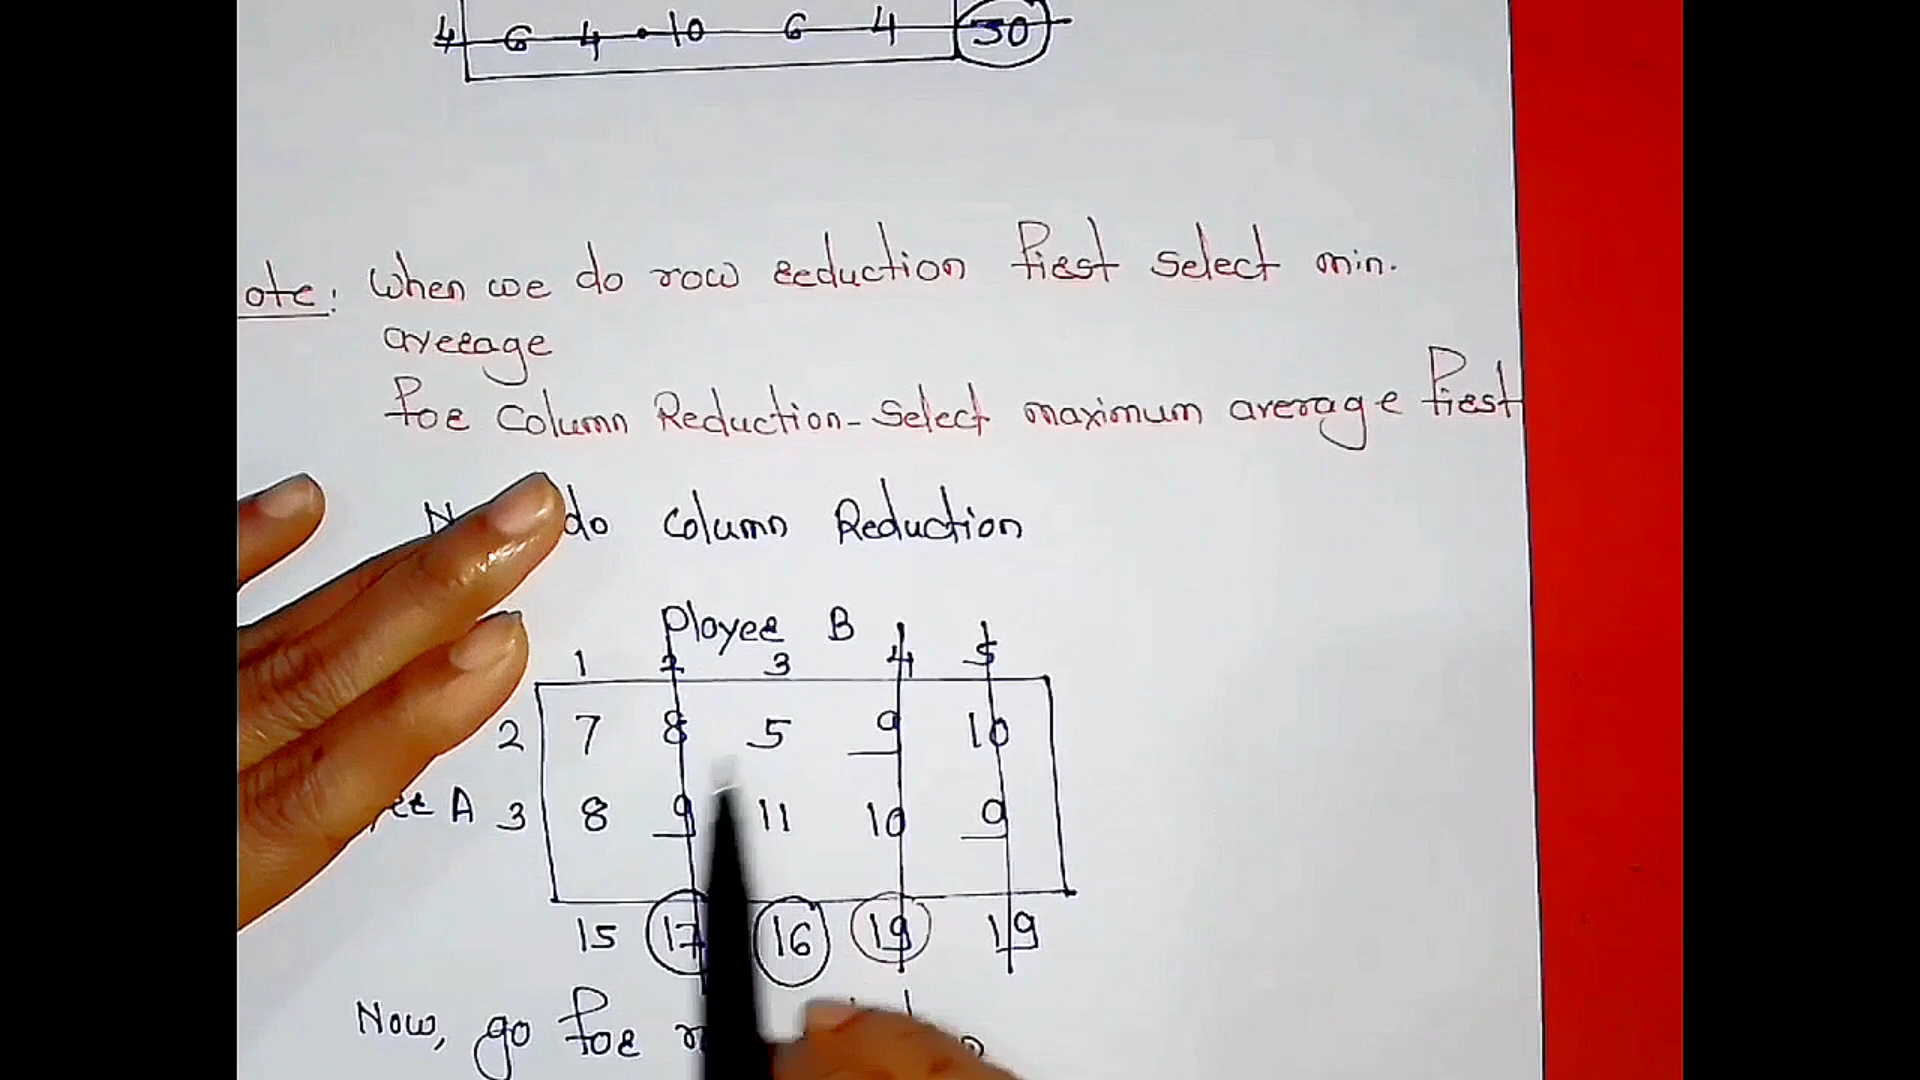 4 6 4 10 6 4 30
ote: When we do row reduction first select min.
average
for Column Reduction - Select maximum average first
do Column Reduction
Player B
1 2 3 4 5
2 7 8 5 9 10
A 3 8 9 11 10 9
15 17 16 19 19
Now, go for